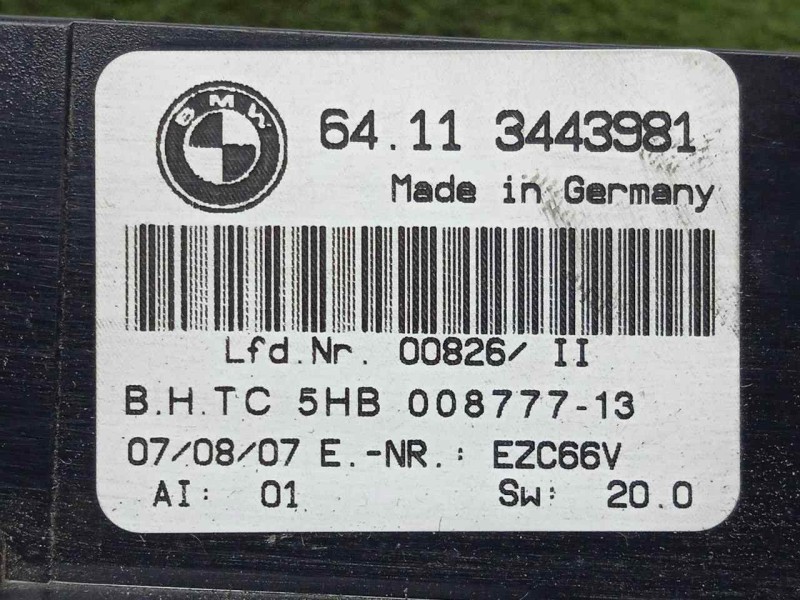 BMW
64.11 3443981
Made in Germany
Lfd.Nr. 00826/ II
B.H.TC 5HB 008777-13
07/08/07 E.-NR.: EZC66V
AI: 01 Sw: 20.0